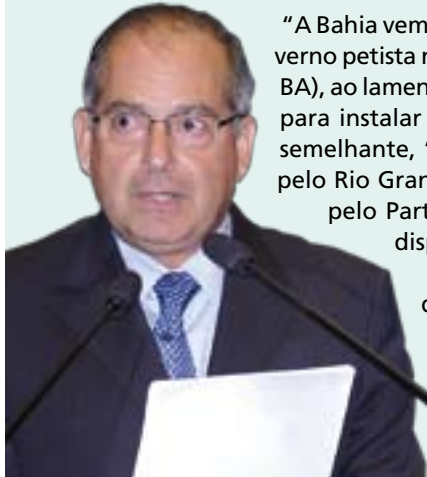 “A Bahia vem
verno petista
BA), ao lamen
para instalar
semelhante,
pelo Rio Gran
pelo Part
disp